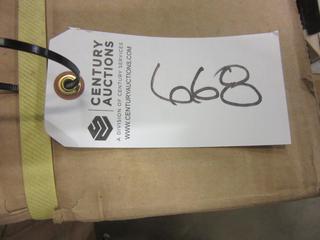 CENTURY
AUCTIONS
A DIVISION OF CENTURY SERVICES
WWW.CENTURYAUCTIONS.COM
668